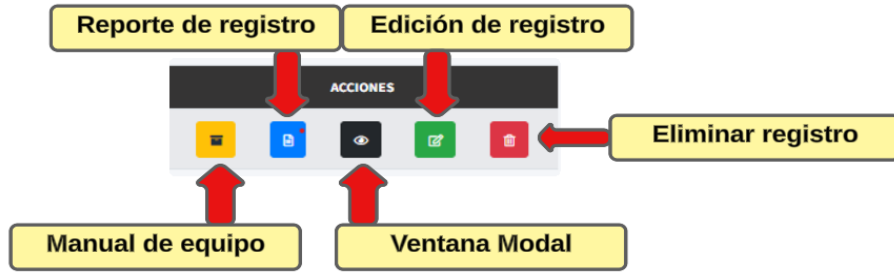 Reporte de registro
Edición de registro
ACCIONES
Eliminar registro
Manual de equipo
Ventana Modal